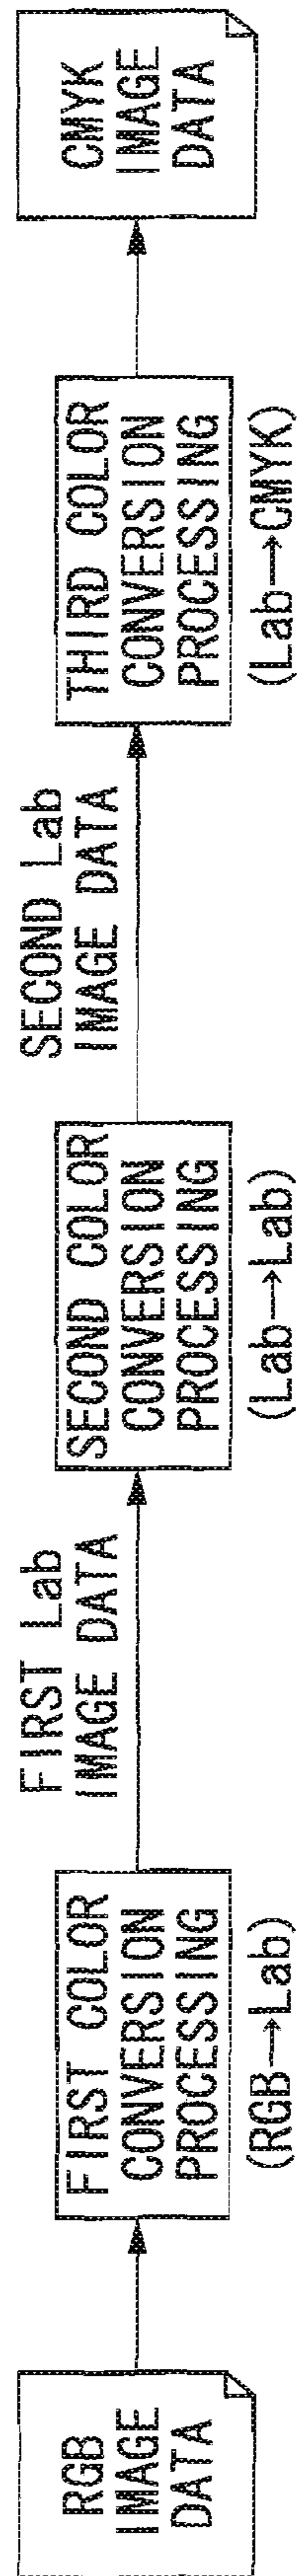 RGB
IMAGE
DATA
FIRST COLOR
CONVERSION
PROCESSING
(RGB→Lab)
FIRST Lab
IMAGE DATA
SECOND COLOR
CONVERSION
PROCESSING
(Lab→Lab)
SECOND Lab
IMAGE DATA
THIRD COLOR
CONVERSION
PROCESSING
(Lab→CMYK)
CMYK
IMAGE
DATA